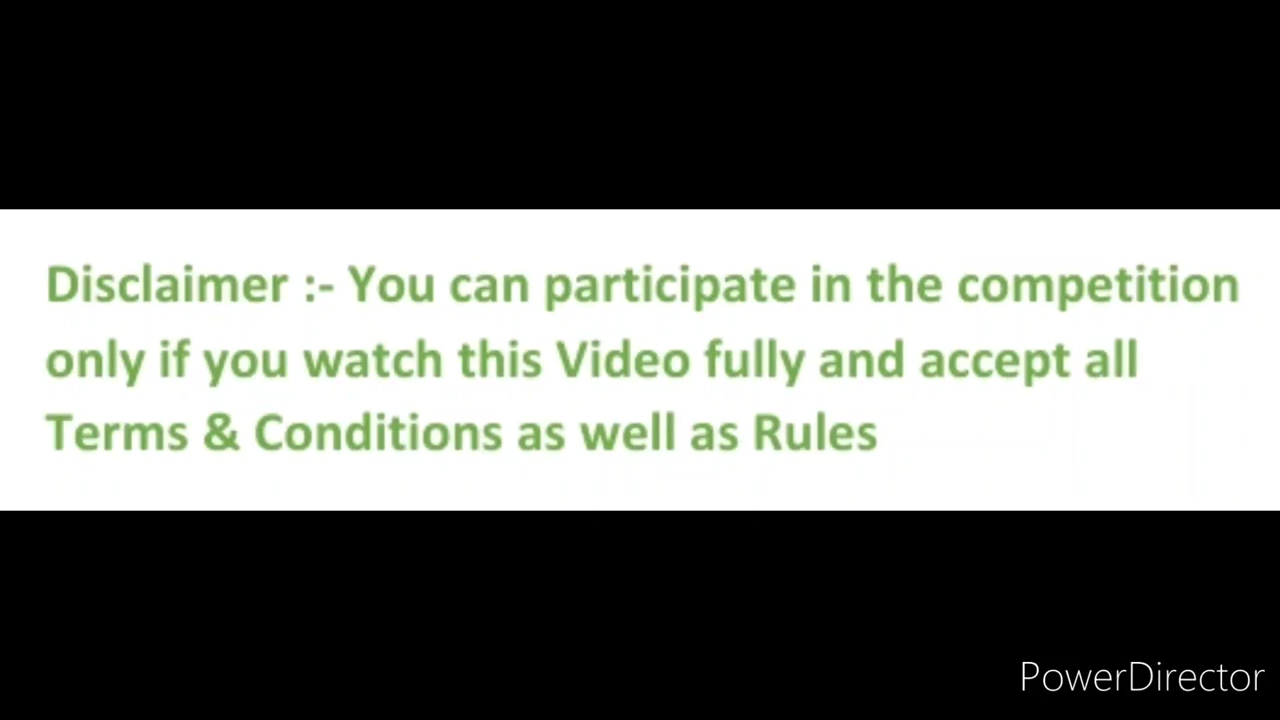 Disclaimer :- You can participate in the competition
only if you watch this Video fully and accept all
Terms & Conditions as well as Rules
PowerDirector